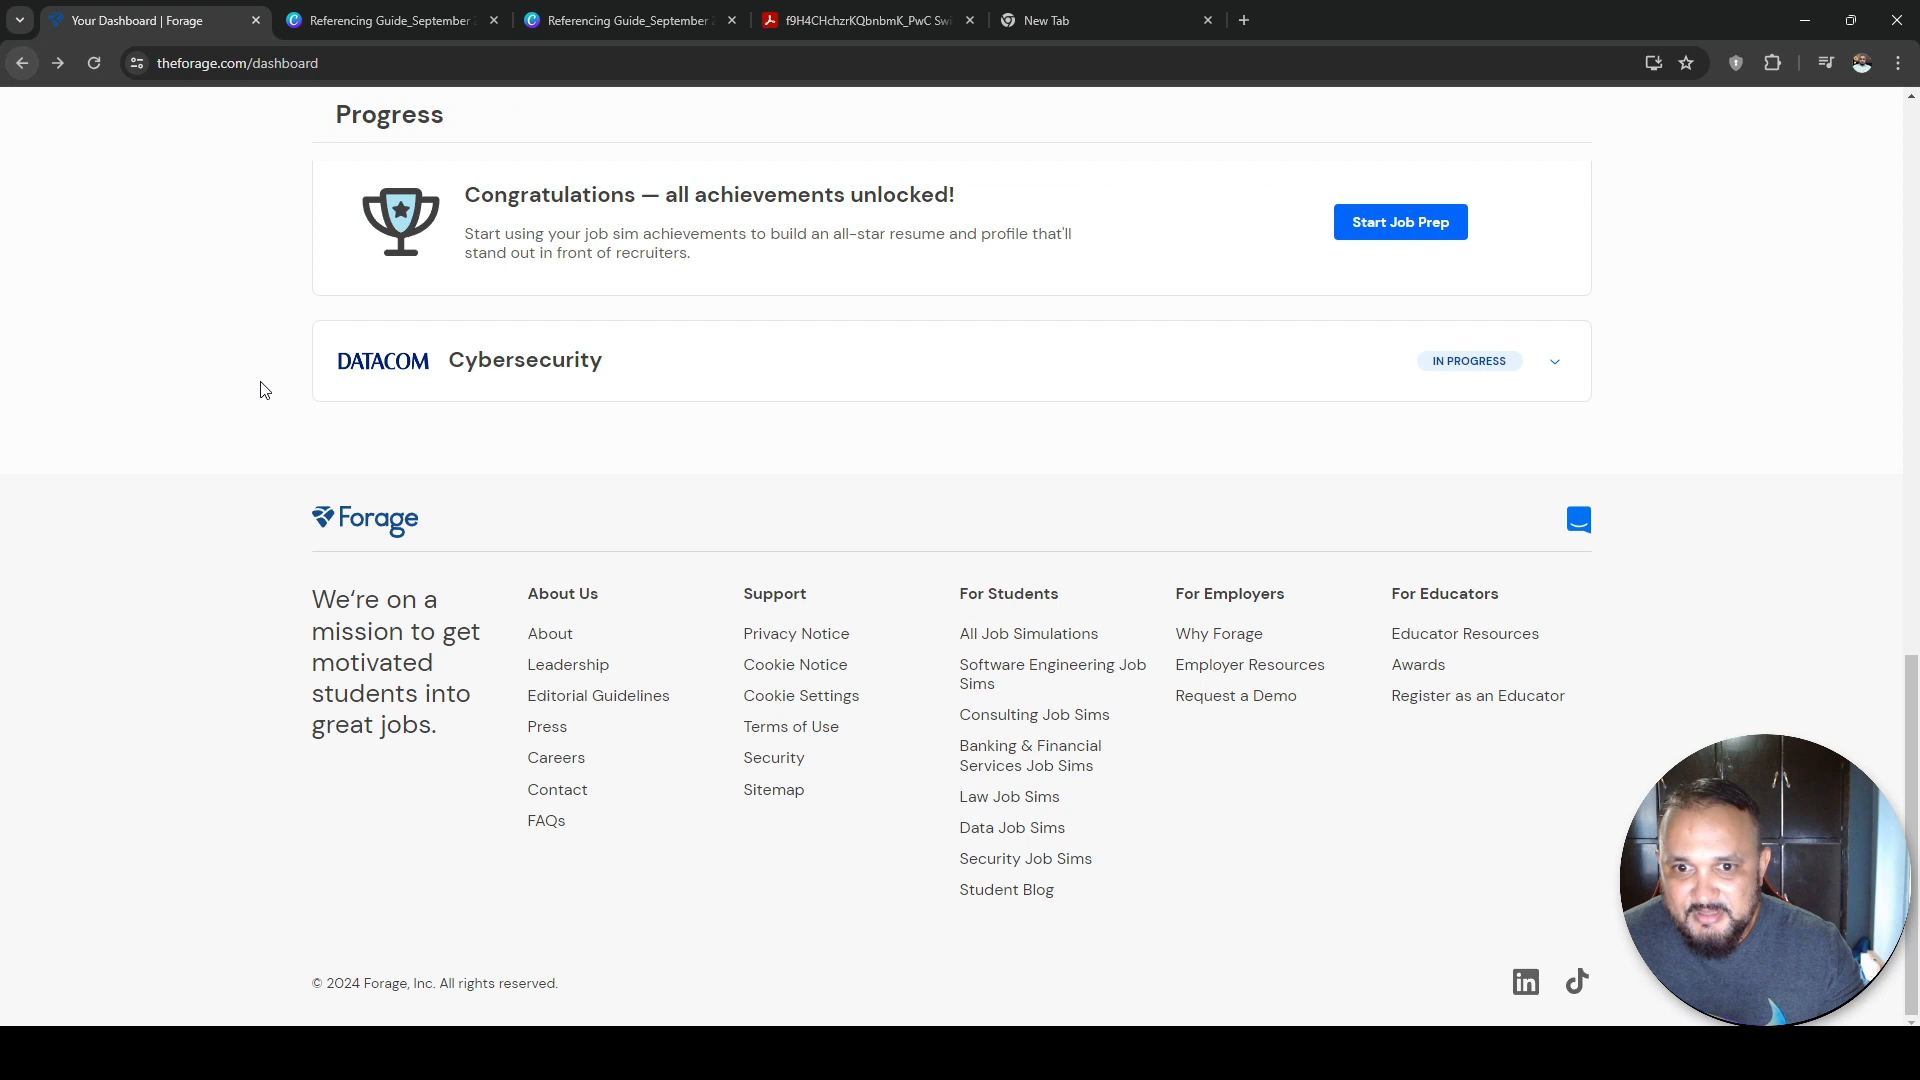 Your Dashboard | Forage
Referencing Guide_September
Referencing Guide_September
f9H4CHchzrKQbnbmK_PwC Swi
New Tab
theforage.com/dashboard
Progress
Congratulations — all achievements unlocked!
Start using your job sim achievements to build an all-star resume and profile that'll
stand out in front of recruiters.
Start Job Prep
DATACOM
Cybersecurity
IN PROGRESS
Forage
We're on a
mission to get
motivated
students into
great jobs.
About Us
About
Leadership
Editorial Guidelines
Press
Careers
Contact
FAQs
Support
Privacy Notice
Cookie Notice
Cookie Settings
Terms of Use
Security
Sitemap
For Students
All Job Simulations
Software Engineering Job
Sims
Consulting Job Sims
Banking & Financial
Services Job Sims
Law Job Sims
Data Job Sims
Security Job Sims
Student Blog
For Employers
Why Forage
Employer Resources
Request a Demo
For Educators
Educator Resources
Awards
Register as an Educator
© 2024 Forage, Inc. All rights reserved.
in